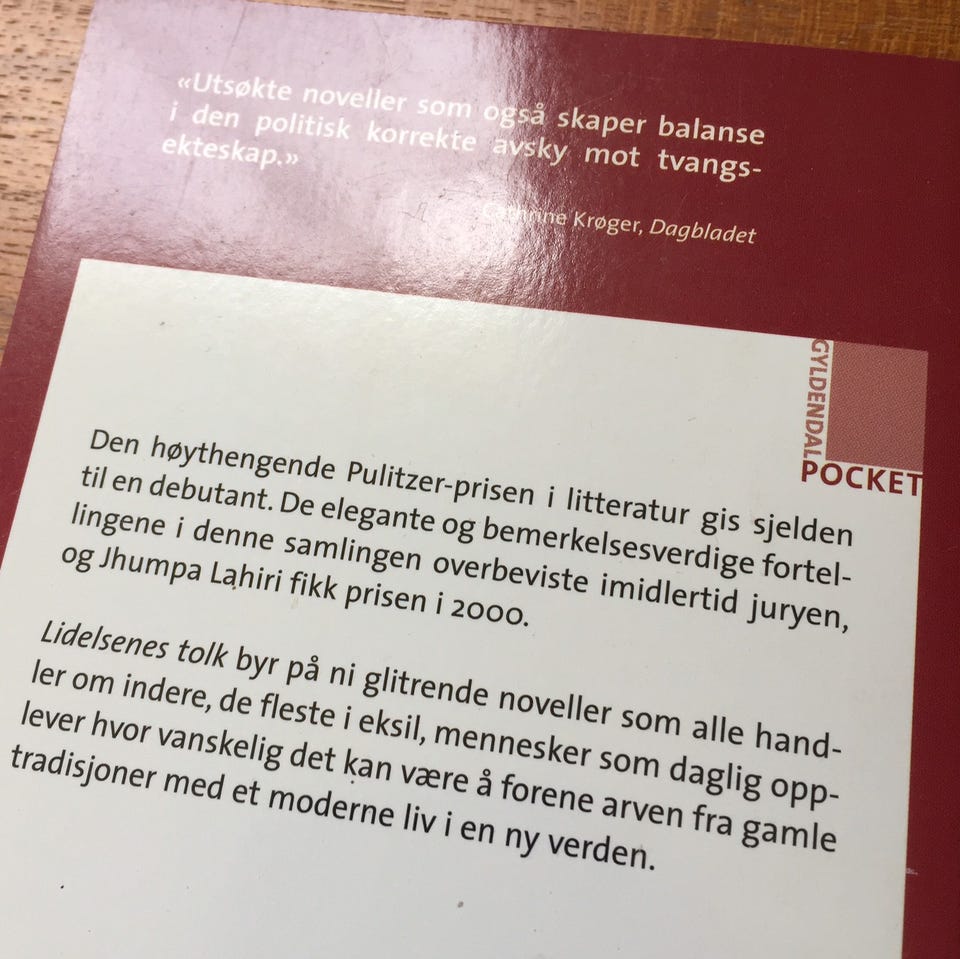 «Utsøkte noveller som også skaper balanse
i den politisk korrekte avsky mot tvangs-
ekteskap.»
Cathrine Krøger, Dagbladet
GYLDENDAL
POCKET
Den høythengende Pulitzer-prisen i litteratur gis sjelden
til en debutant. De elegante og bemerkelsesverdige fortel-
lingene i denne samlingen overbeviste imidlertid juryen,
og Jhumpa Lahiri fikk prisen i 2000.
Lidelsenes tolk byr på ni glitrende noveller som alle hand-
ler om indere, de fleste i eksil, mennesker som daglig opp-
lever hvor vanskelig det kan være å forene arven fra gamle
tradisjoner med et moderne liv i en ny verden.